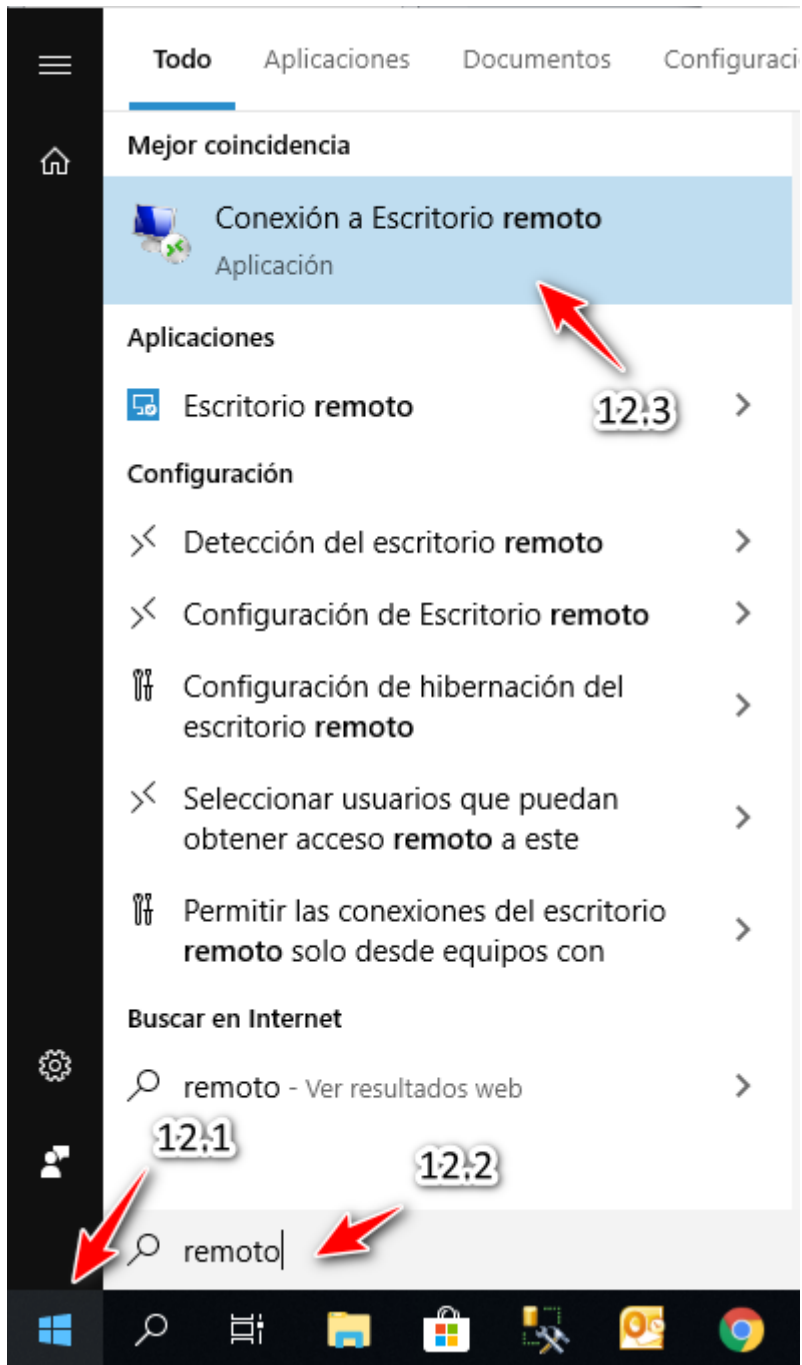 Todo Aplicaciones Documentos Configuraci
Mejor coincidencia
Conexión a Escritorio remoto
Aplicación
Aplicaciones
Escritorio remoto
12,3
Configuración
Detección del escritorio remoto
Configuración de Escritorio remoto
Configuración de hibernación del
escritorio remoto
Seleccionar usuarios que puedan
obtener acceso remoto a este
Permitir las conexiones del escritorio
remoto solo desde equipos con
Buscar en Internet
remoto - Ver resultados web
12,1
12,2
remoto